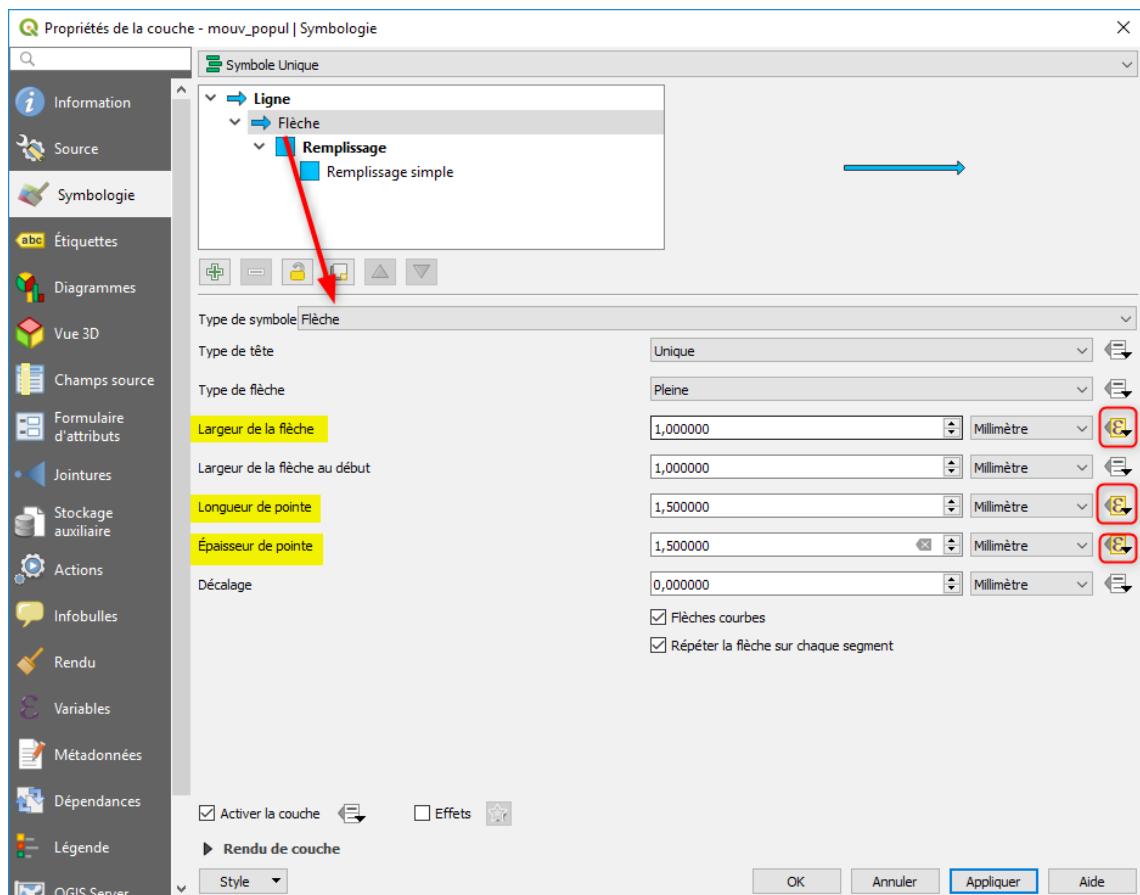 Propriétés de la couche - mouv_popul | Symbologie
Information
Source
Symbologie
abc Étiquettes
Diagrammes
Vue 3D
Champs source
Formulaire
d'attributs
Jointures
Stockage
auxiliaire
Actions
Infobulles
Rendu
Variables
Métadonnées
Dépendances
Légende
QGIS Server
Symbole Unique
Ligne
Flèche
Remplissage
Remplissage simple
Type de symbole Flèche
Type de tête Unique
Type de flèche Pleine
Largeur de la flèche 1,000000 Millimètre ε
Largeur de la flèche au début 1,000000 Millimètre
Longueur de pointe 1,500000 Millimètre ε
Épaisseur de pointe 1,500000 Millimètre ε
Décalage 0,000000 Millimètre
Flèches courbes
Répéter la flèche sur chaque segment
Activer la couche Effets
Rendu de couche
Style OK Annuler Appliquer Aide